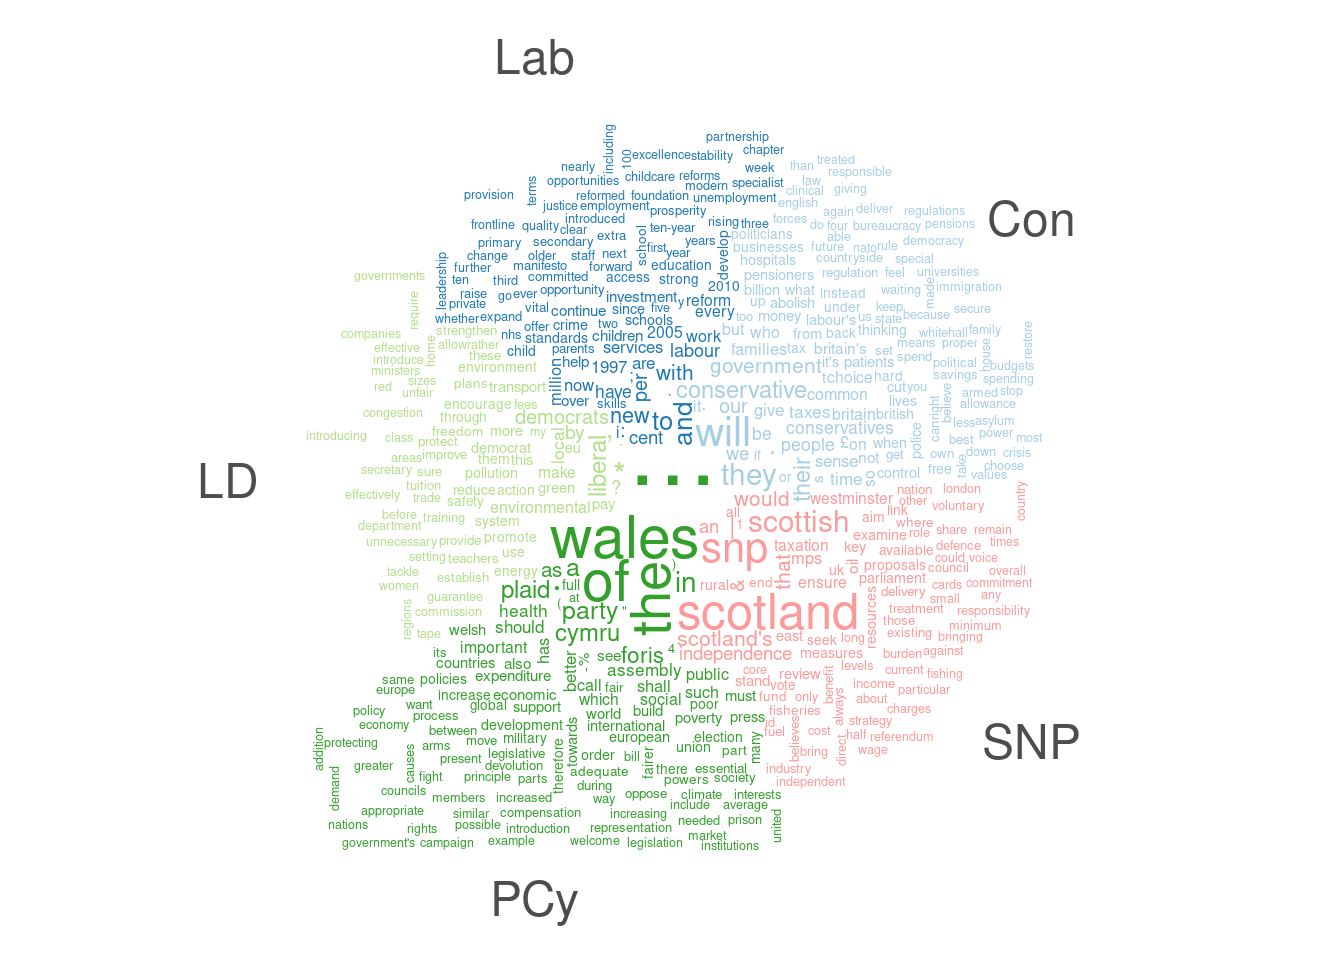 Lab
partnership
including
100
excellence
stability
chapter
nearly
week
than
treated
responsible
opportunities
childcare
reforms
modern
specialist
law
clinical
giving
provision
terms
reformed
foundation
unemployment
english
justice
employment
prosperity
again
deliver
regulations
Con
frontline
quality
introduced
clear
extra
school
ten-year
rising
three
forces
do
four
bureaucracy
pensions
able
primary
secondary
first
years
develop
politicians
businesses
future
nato
rule
democracy
change
older
staff
next
year
hospitals
countryside
special
governments
leadership
further
manifesto
forward
education
pensioners
regulation
feel
universities
ten
third
committed
access
strong
2010
billion
what
instead
waiting
made
immigration
require
raise
go
ever
opportunity
investment
y
reform
up
abolish
under
keep
private
vital
continue
since
five
every
too
money
labour's
us
state
because
secure
whether
expand
offer
crime
two
schools
2005
work
but
who
from
back
thinking
whitehall
family
companies
strengthen
nhs
standards
children
means
proper
restore
effective
home
allow
rather
child
parents
services
labour
families
tax
britain's
set
spend
political
house
introduce
these
help
1997
are
government
it's
patients
savings
budgets
ministers
environment
million
;
with
choice
t
hard
spending
red
sizes
plans
transport
now
have
per
conservative
common
cut
you
believe
armed
stop
unfair
over
skills
`
lives
allowance
congestion
encourage
fees
democrats
new
to
and
it
.
our
give
taxes
britain
british
through
will
less
asylum
introducing
class
freedom
more
my
by
i
:
cent
be
conservatives
police
can
right
power
most
protect
democrat
local
eu
liberal
,
people
£
on
when
best
areas
improve
them
this
we
if
·
sense
not
get
own
down
crisis
LD
secretary
sure
pollution
make
*
…
they
or
their
s
time
so
control
free
take
values
choose
tuition
reduce
action
green
?
nation
london
effectively
trade
safety
environmental
pay
would
westminster
other
voluntary
country
before
training
system
all
aim
link
department
an
|
1
scottish
where
share
remain
unnecessary
provide
promote
wales
snp
taxation
examine
role
defence
times
setting
teachers
use
key
available
could
voice
tackle
energy
as
a
of
the
)
in
that
mps
oil
proposals
council
overall
women
establish
uk
parliament
cards
commitment
guarantee
plaid
•
full
rural
&
end
ensure
delivery
small
any
regions
commission
health
(
at
party
"
scotland
resources
treatment
responsibility
tape
welsh
should
cymru
those
minimum
existing
bringing
its
important
has
better
- %
see
foris
4
scotland's
east
seek
long
independence
measures
burden
against
countries
also
assembly
public
core
review
levels
current
fishing
same
policies
expenditure
call
fair
shall
stand
vote
benefit
income
europe
increase
economic
which
social
such
must
fund
only
about
particular
want
global
support
world
build
poor
fisheries
always
charges
policy
process
poverty
press
id
strategy
economy
development
towards
international
fuel
believes
cost
half
referendum
addition
protecting
between
move
military
european
election
many
SNP
arms
union
part
bring
direct
wage
causes
present
legislative
therefore
order
bill
fairer
greater
devolution
adequate
there
essential
industry
demand
fight
principle
parts
powers
society
independent
councils
during
members
increased
way
oppose
climate
interests
appropriate
similar
compensation
increasing
include
average
nations
rights
possible
introduction
representation
needed
prison
united
government's
campaign
example
welcome
legislation
market
institutions
PCy